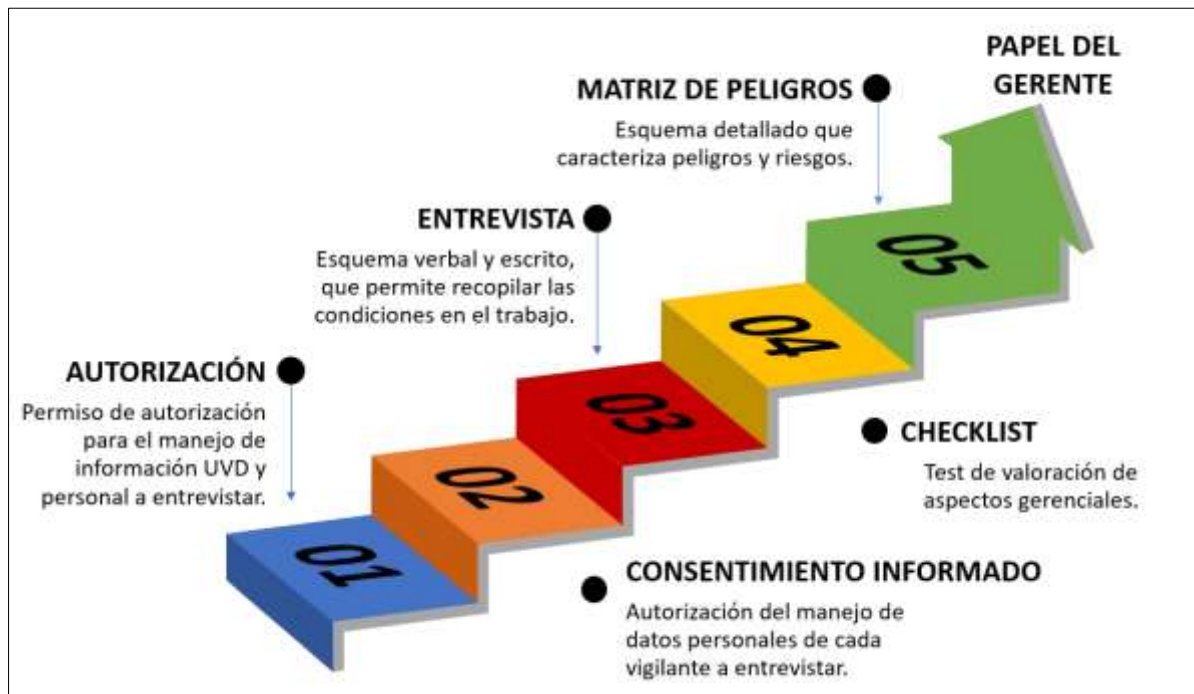 PAPEL DEL
GERENTE
MATRIZ DE PELIGROS
Esquema detallado que
caracteriza peligros y riesgos.
ENTREVISTA
Esquema verbal y escrito,
que permite recopilar las
condiciones en el trabajo.
AUTORIZACIÓN
Permiso de autorización
para el manejo de
información UVD y
personal a entrevistar.
01
02
03
04
05
CHECKLIST
Test de valoración de
aspectos gerenciales.
CONSENTIMIENTO INFORMADO
Autorización del manejo de
datos personales de cada
vigilante a entrevistar.